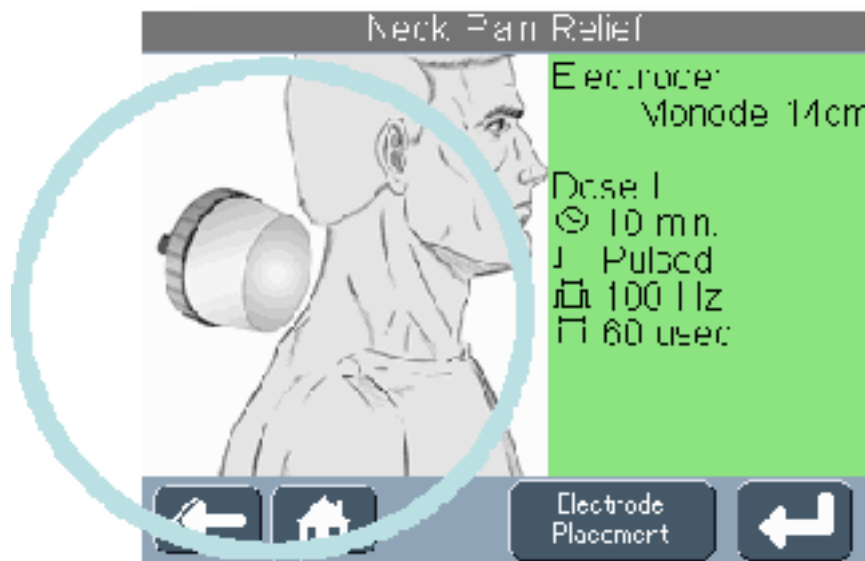 Neck Pain Relief
Electrode:
Monode 14cm
Dose I
10 min.
Pulsed
100 Hz
60 usec
Electrode
Placement